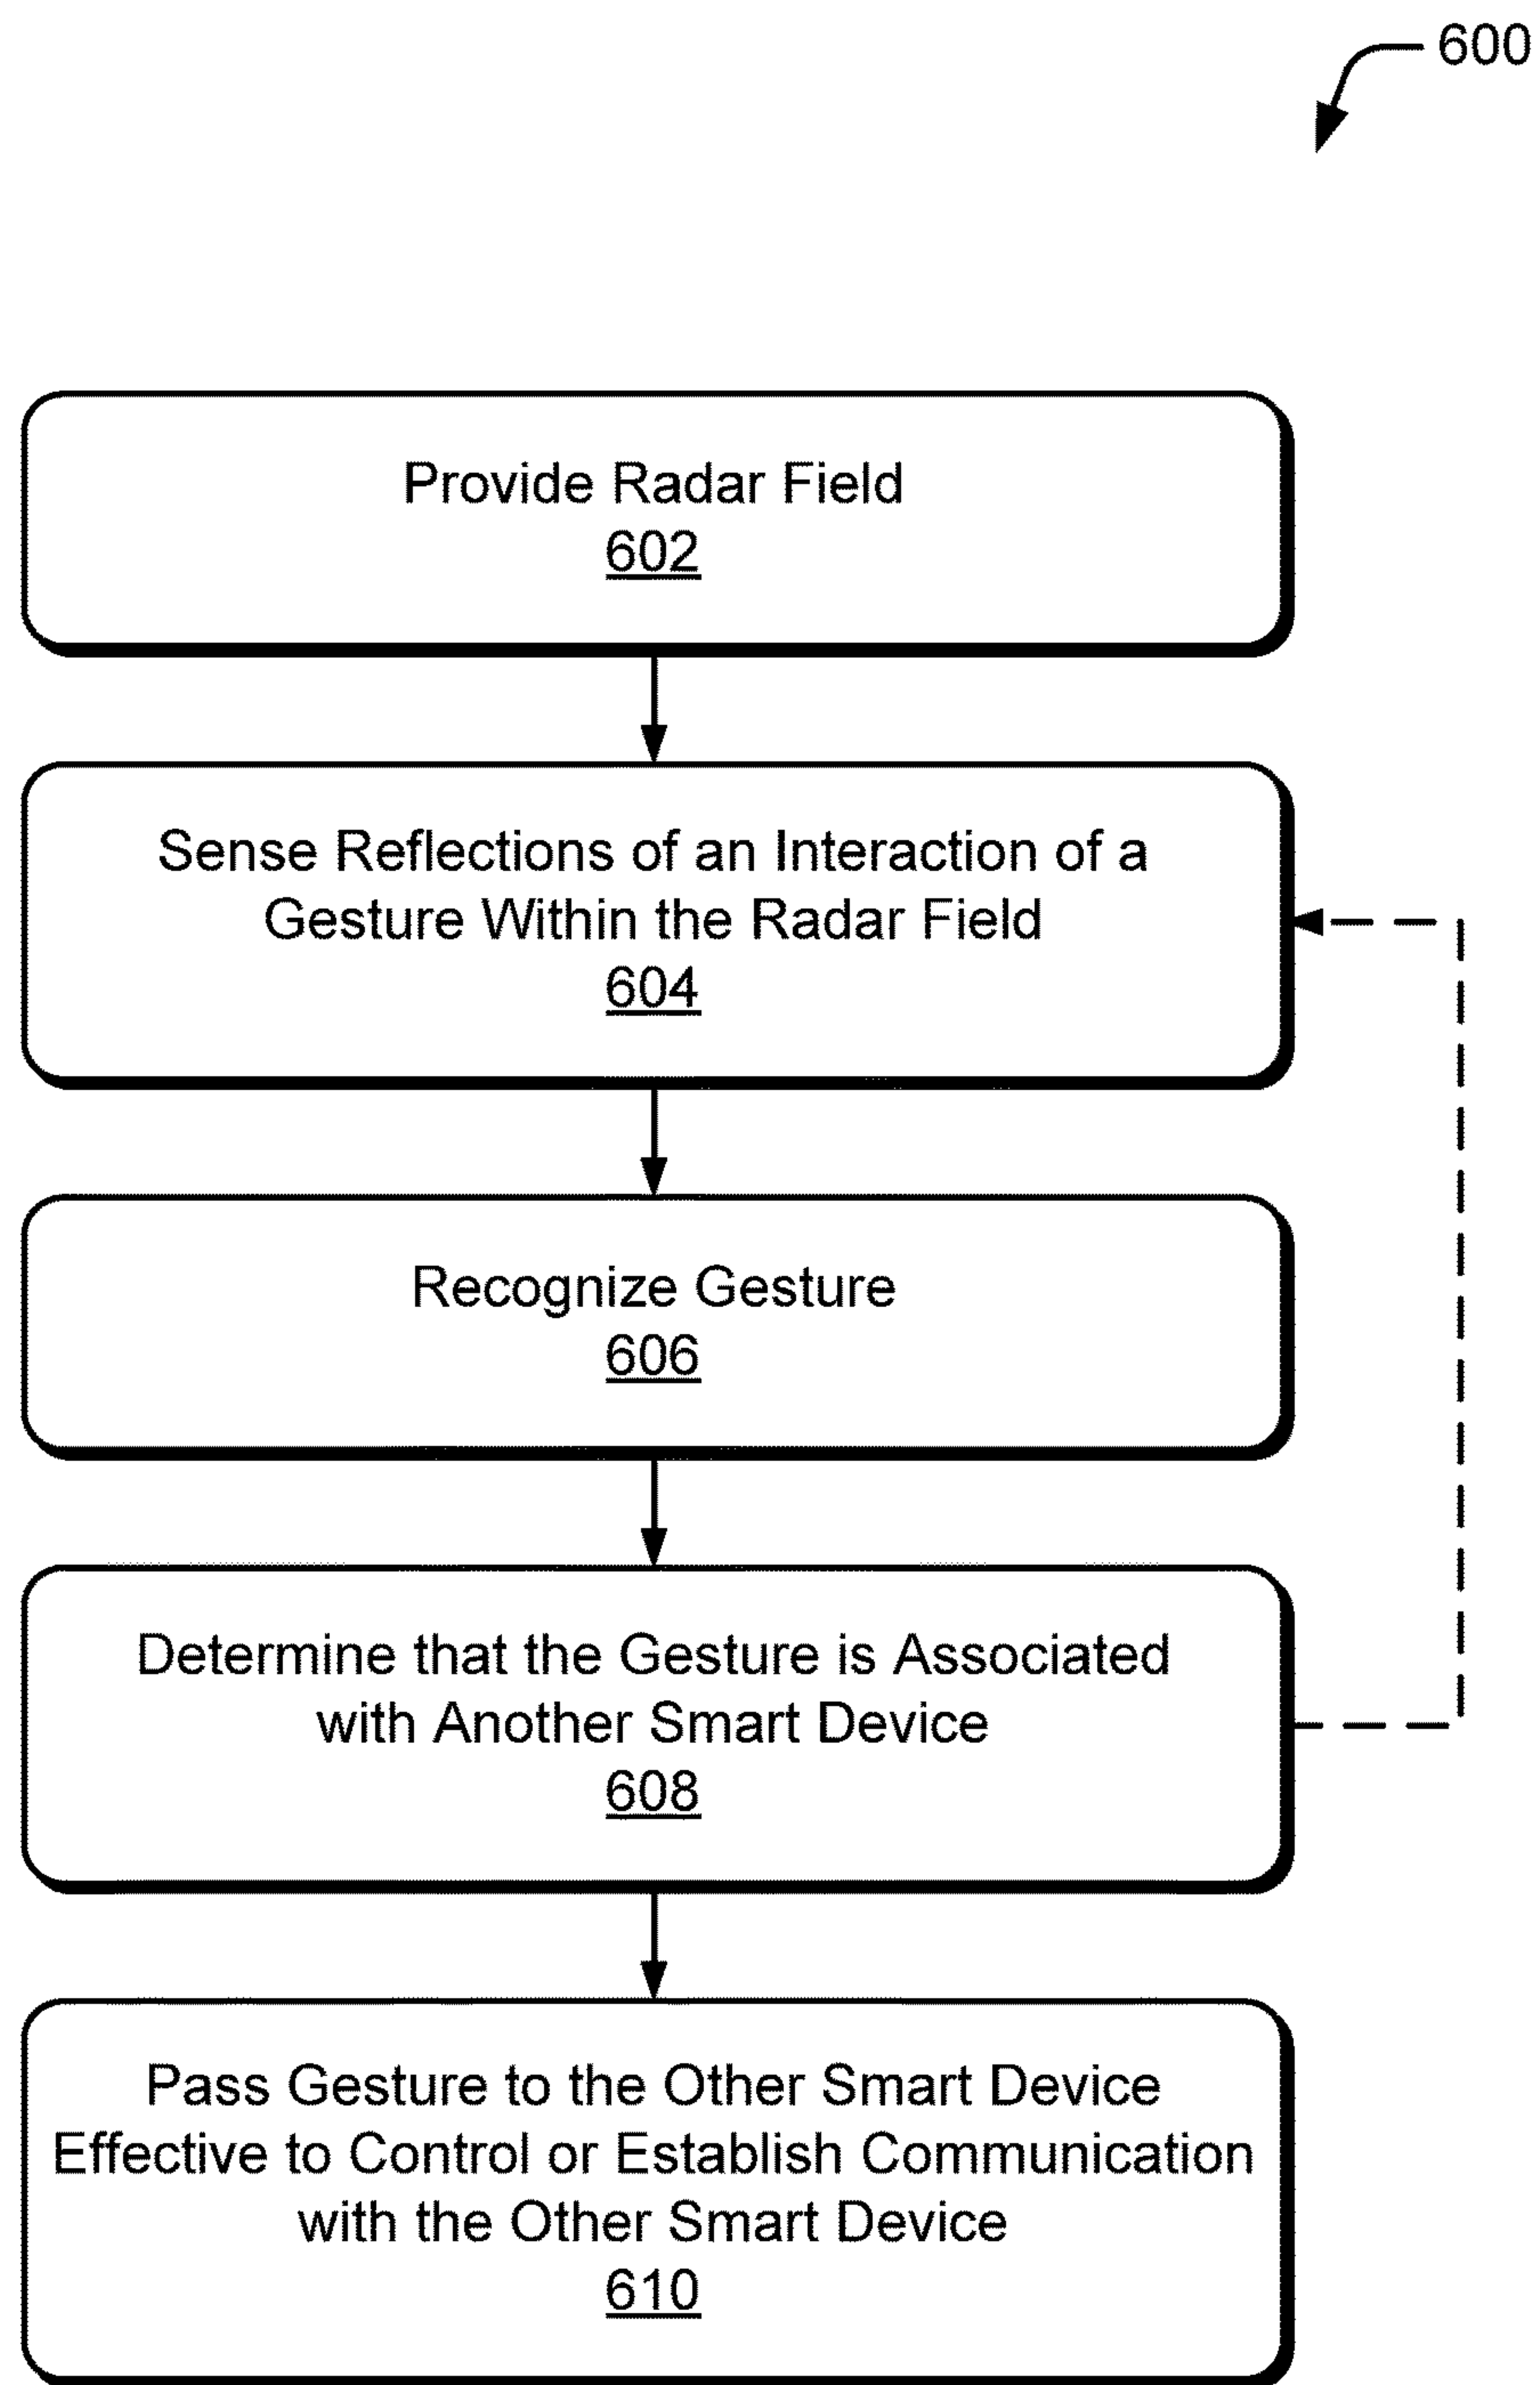 600
Provide Radar Field
602
Sense Reflections of an Interaction of a
Gesture Within the Radar Field
604
Recognize Gesture
606
Determine that the Gesture is Associated
with Another Smart Device
608
Pass Gesture to the Other Smart Device
Effective to Control or Establish Communication
with the Other Smart Device
610